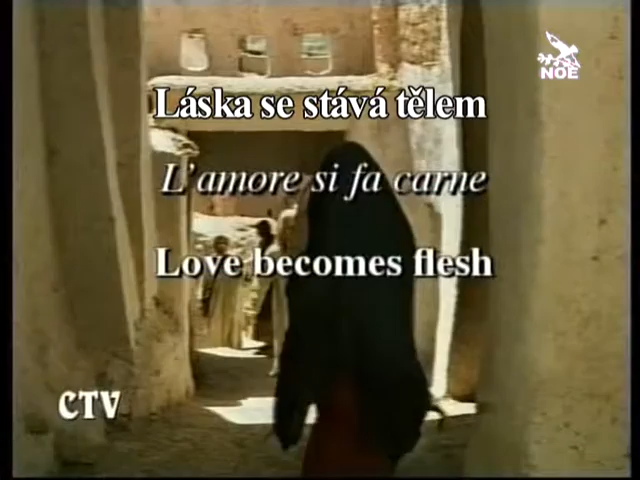 NOE
Láska se stává tělem
L'amore si fa carne
Love becomes flesh
CTV